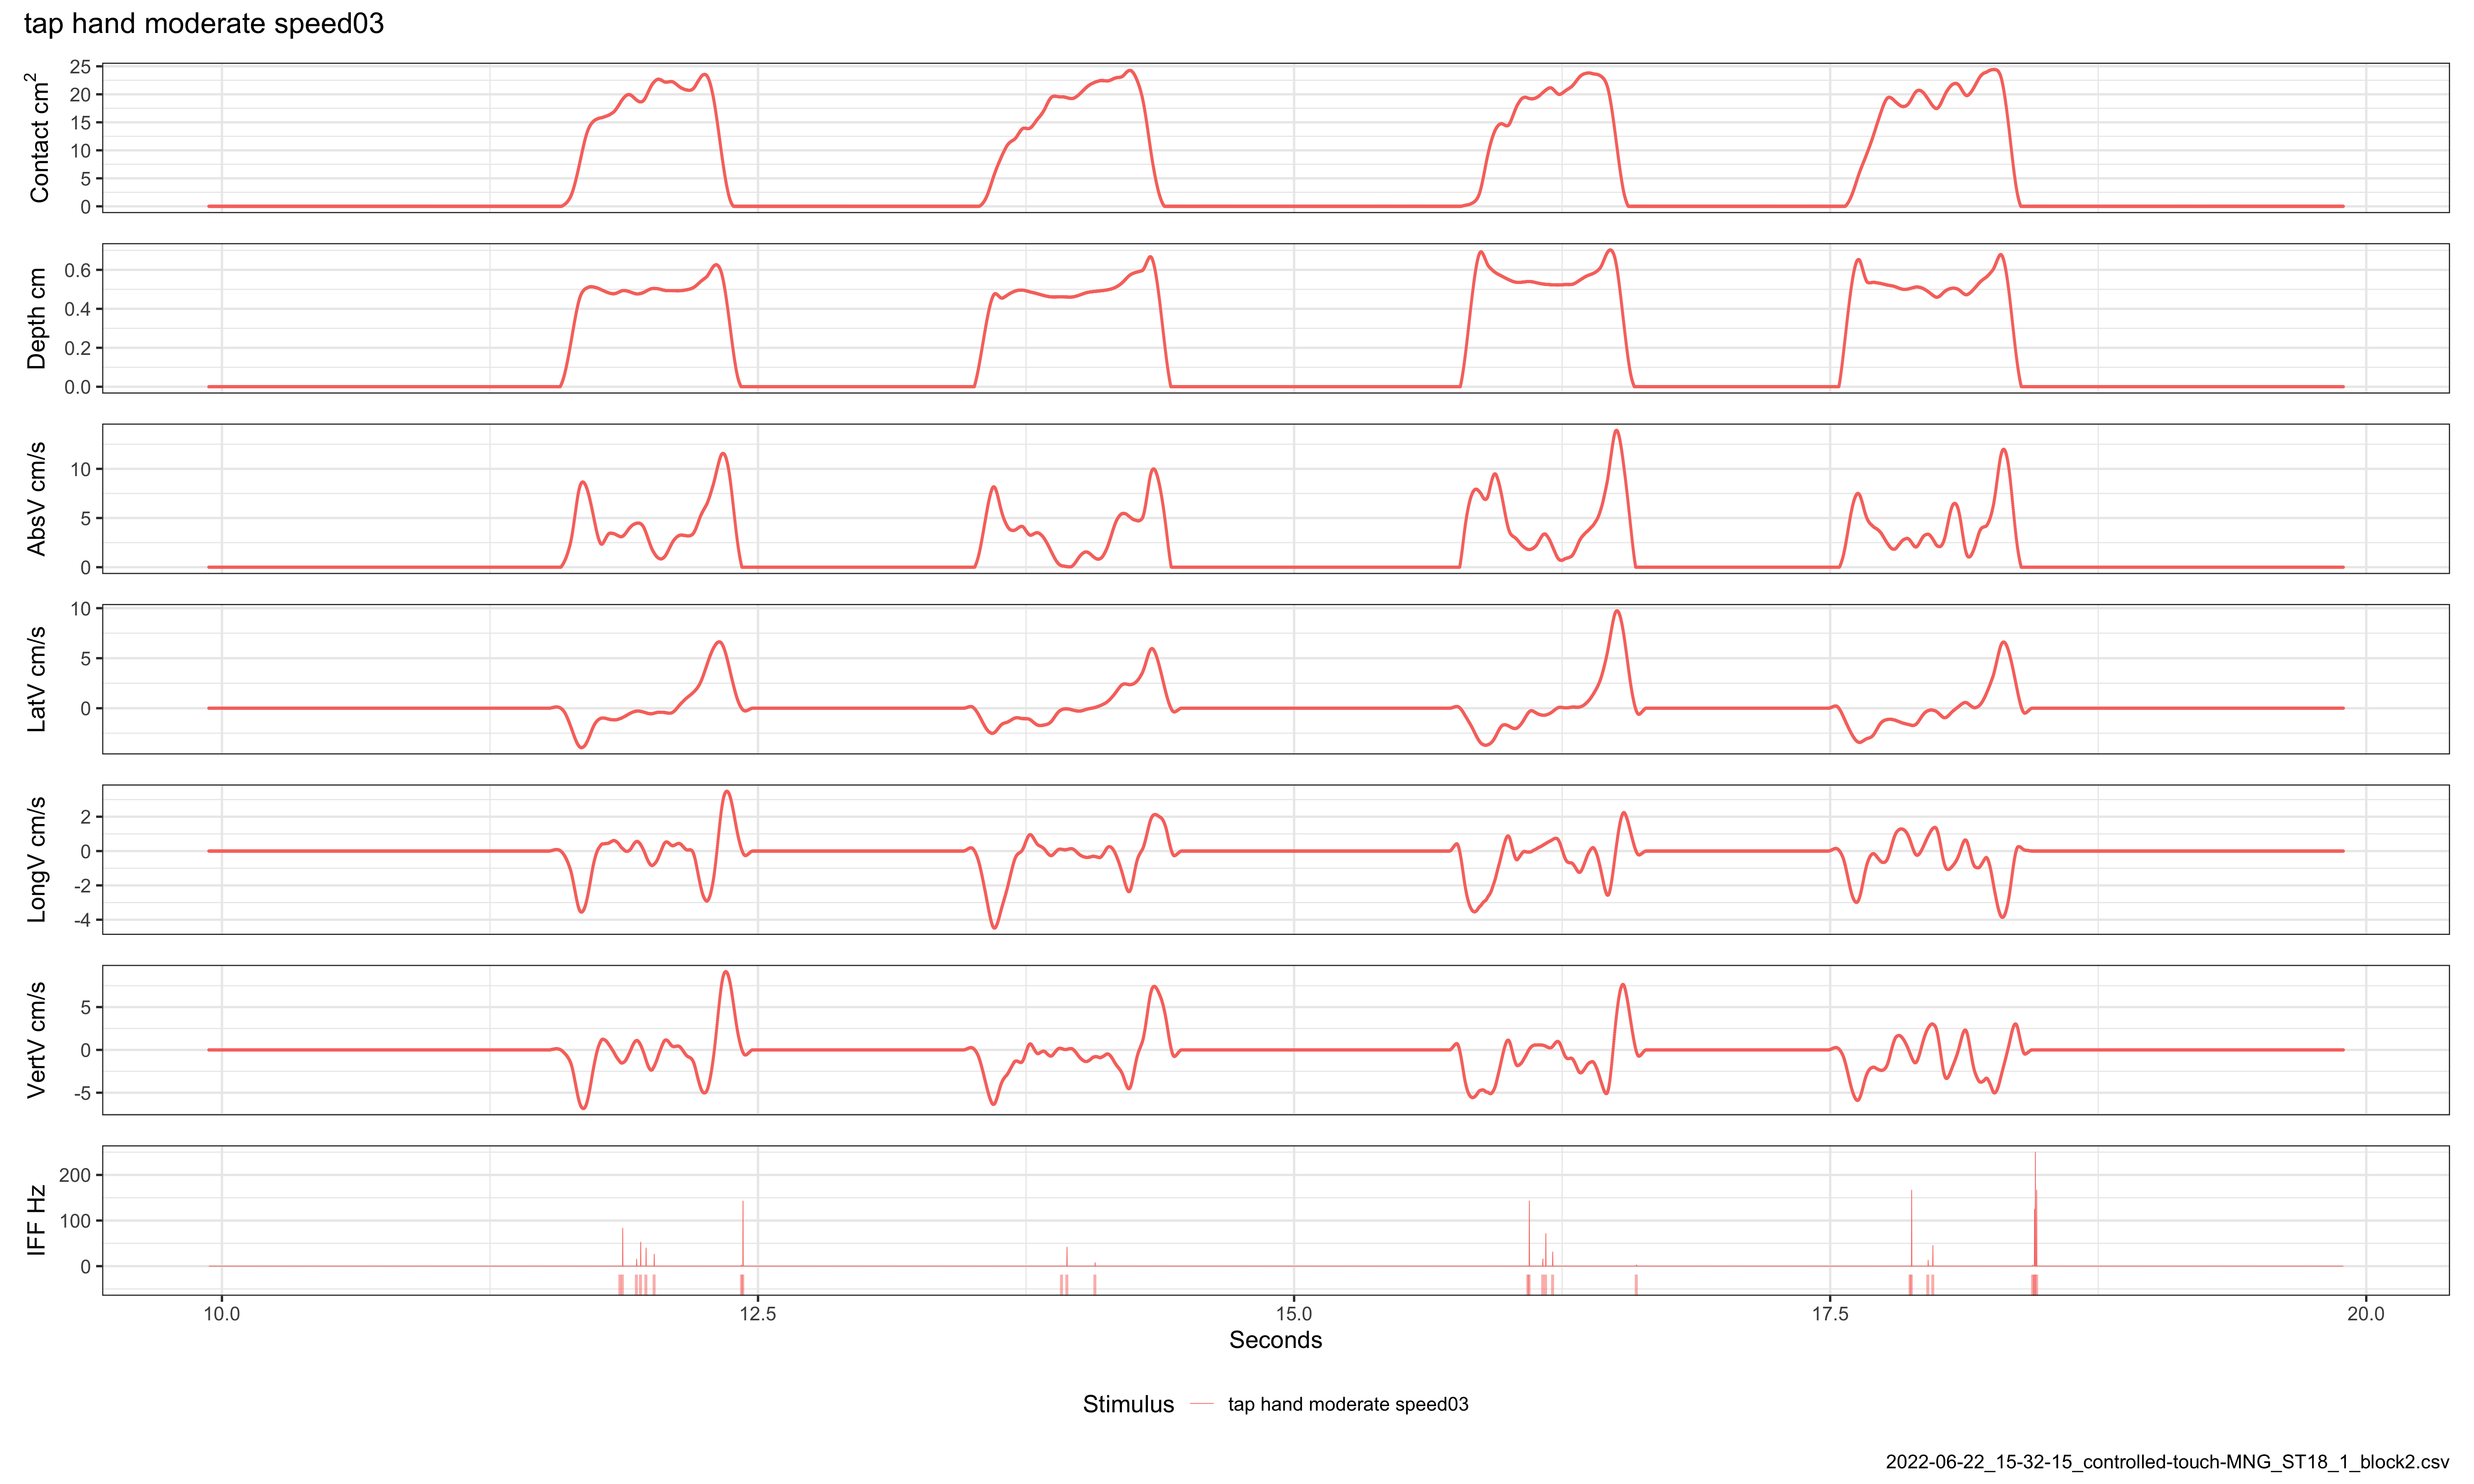 tap hand moderate speed03
Contact cm²
25
20
15
10
5
0
Depth cm
0.6
0.4
0.2
0.0
AbsV cm/s
10
5
0
LatV cm/s
10
5
0
LongV cm/s
2
0
-2
-4
VertV cm/s
5
0
-5
IFF Hz
200
100
0
10.0 12.5 15.0 17.5 20.0
Seconds
Stimulus tap hand moderate speed03
2022-06-22_15-32-15_controlled-touch-MNG_ST18_1_block2.csv